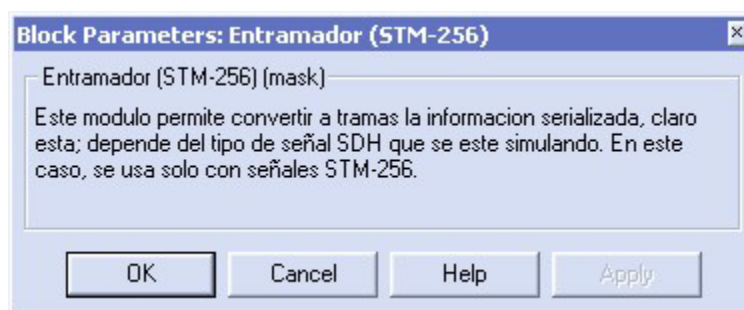 Block Parameters: Entramador (STM-256)
Entramador (STM-256) (mask)
Este modulo permite convertir a tramas la informacion serializada, claro
esta; depende del tipo de señal SDH que se este simulando. En este
caso, se usa solo con señales STM-256.
OK Cancel Help Apply